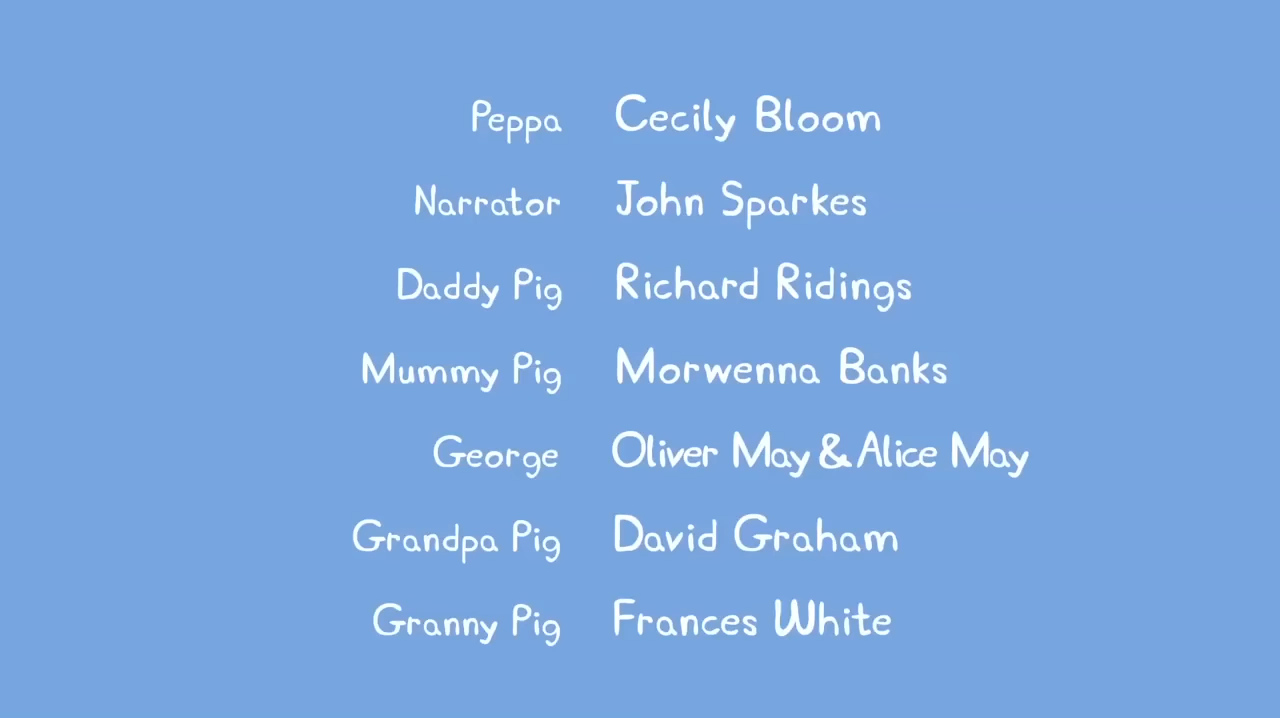 Peppa Cecily Bloom
Narrator John Sparkes
Daddy Pig Richard Ridings
Mummy Pig Morwenna Banks
George Oliver May & Alice May
Grandpa Pig David Graham
Granny Pig Frances White